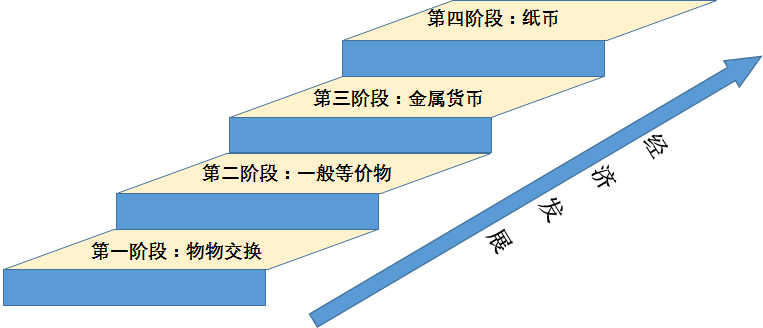 第四阶段：纸币
第三阶段：金属货币
第二阶段：一般等价物
第一阶段：物物交换
经济发展